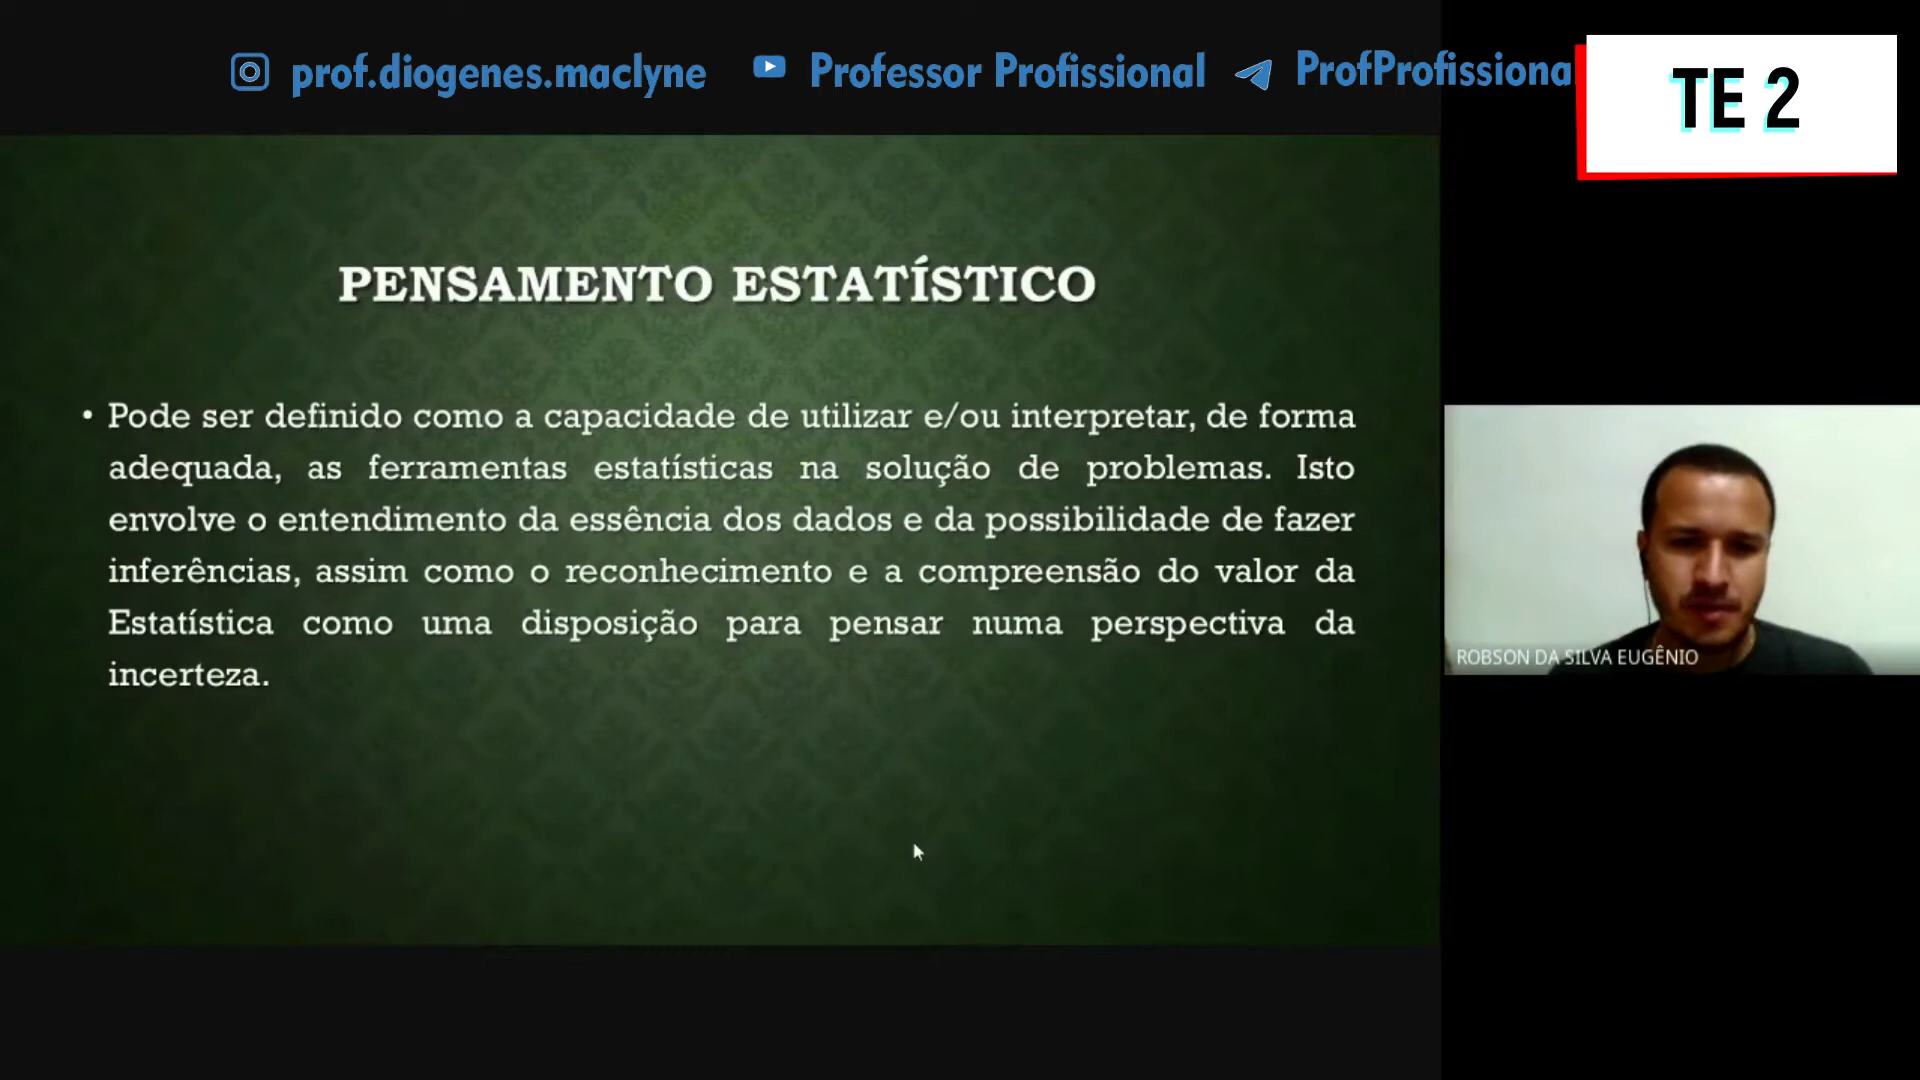 prof.diogenes.maclyne Professor Profissional ProfProfissiona
TE 2
PENSAMENTO ESTATÍSTICO
• Pode ser definido como a capacidade de utilizar e/ou interpretar, de forma
adequada, as ferramentas estatísticas na solução de problemas. Isto
envolve o entendimento da essência dos dados e da possibilidade de fazer
inferências, assim como o reconhecimento e a compreensão do valor da
Estatística como uma disposição para pensar numa perspectiva da
incerteza.
ROBSON DA SILVA EUGÊNIO